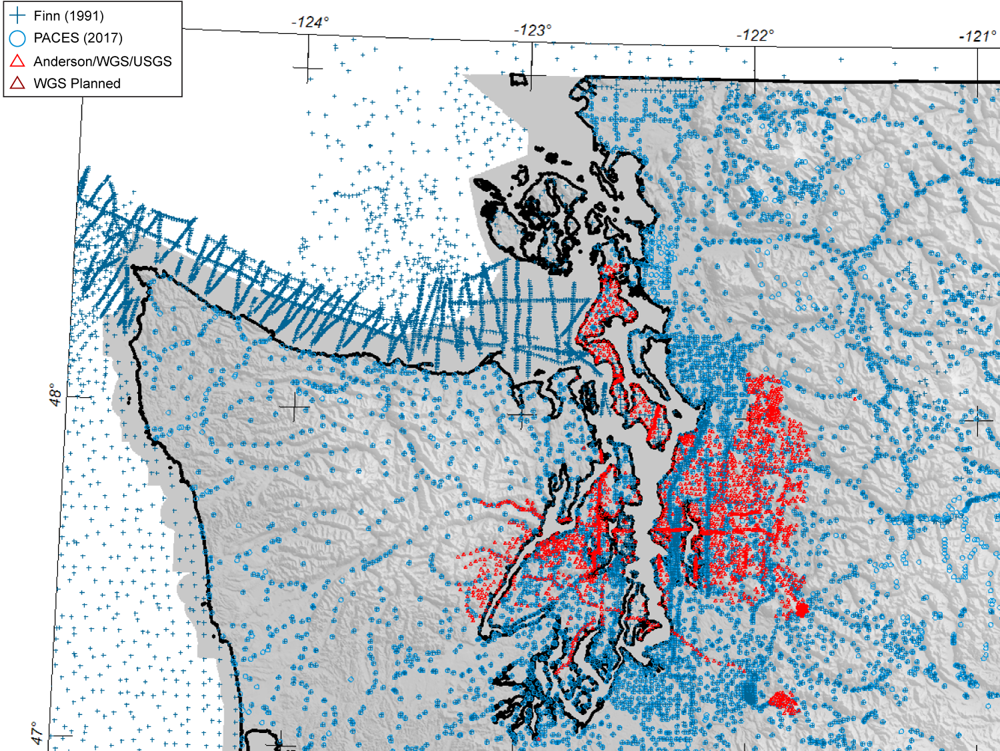 Finn (1991)
PACES (2017)
Anderson/WGS/USGS
WGS Planned
-124°
-123°
-122°
-121°
48°
47°